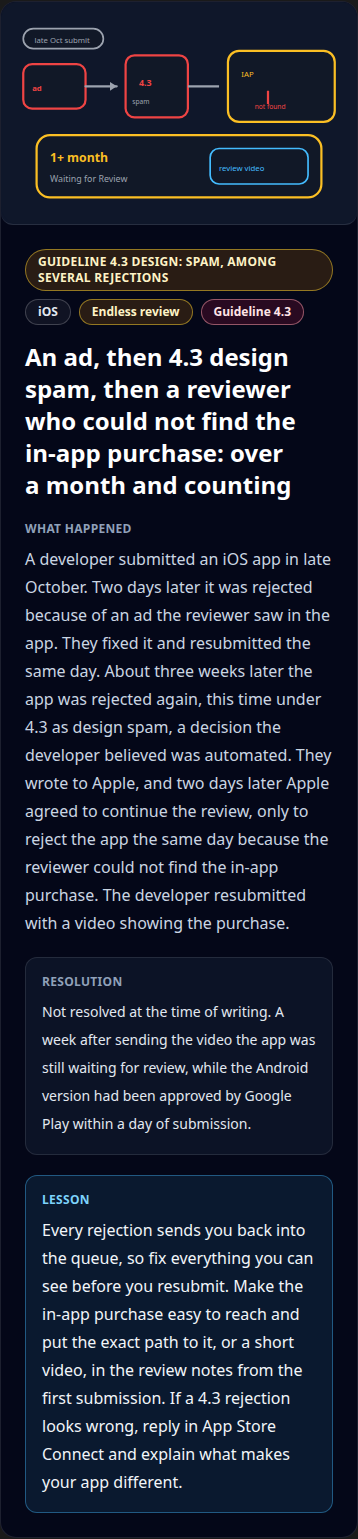 late Oct submit
ad
4.3
spam
IAP
not found
1+ month
Waiting for Review
review video
GUIDELINE 4.3 DESIGN: SPAM, AMONG
SEVERAL REJECTIONS
iOS
Endless review
Guideline 4.3
An ad, then 4.3 design
spam, then a reviewer
who could not find the
in-app purchase: over
a month and counting
WHAT HAPPENED
A developer submitted an iOS app in late
October. Two days later it was rejected
because of an ad the reviewer saw in the
app. They fixed it and resubmitted the
same day. About three weeks later the
app was rejected again, this time under
4.3 as design spam, a decision the
developer believed was automated. They
wrote to Apple, and two days later Apple
agreed to continue the review, only to
reject the app the same day because the
reviewer could not find the in-app
purchase. The developer resubmitted
with a video showing the purchase.
RESOLUTION
Not resolved at the time of writing. A
week after sending the video the app was
still waiting for review, while the Android
version had been approved by Google
Play within a day of submission.
LESSON
Every rejection sends you back into
the queue, so fix everything you can
see before you resubmit. Make the
in-app purchase easy to reach and
put the exact path to it, or a short
video, in the review notes from the
first submission. If a 4.3 rejection
looks wrong, reply in App Store
Connect and explain what makes
your app different.